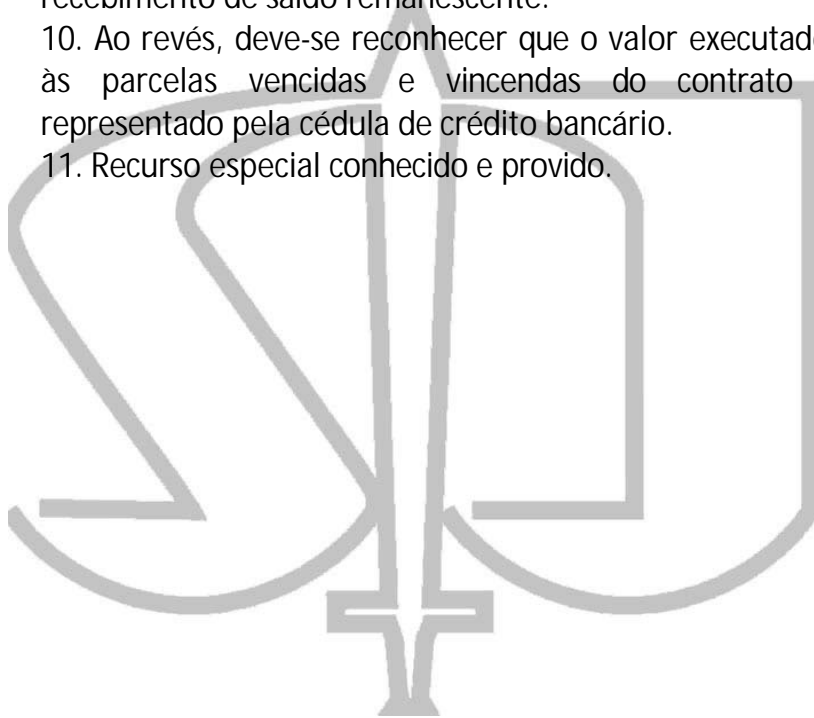 recebimento de saldo remanescente.
10. Ao revés, deve-se reconhecer que o valor executado
às parcelas vencidas e vincendas do contrato
representado pela cédula de crédito bancário.
11. Recurso especial conhecido e provido.